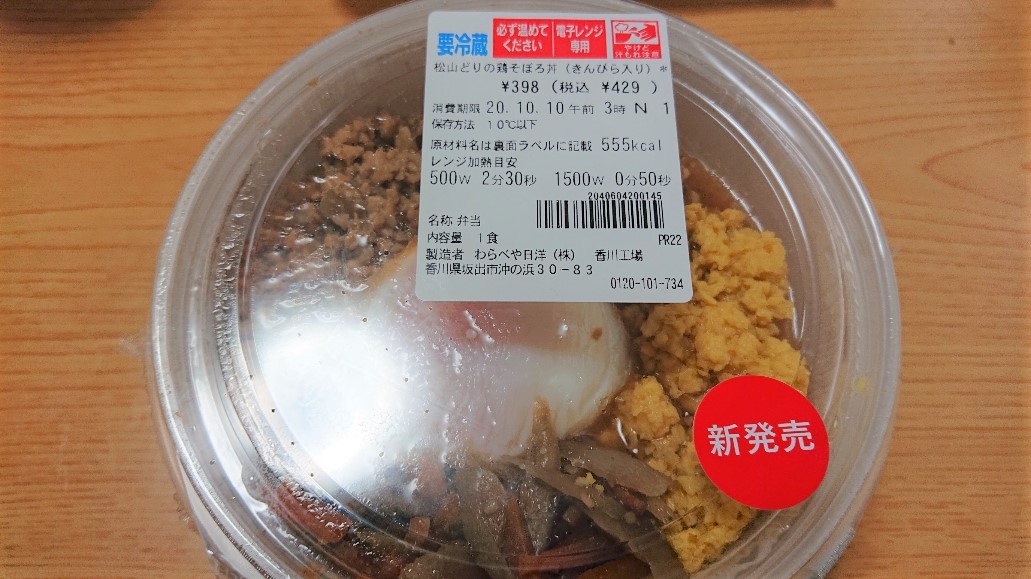 要冷蔵
必ず温めて
ください
電子レンジ
専用
やけど
汁もれ注意
松山どりの鶏そぼろ丼（きんぴら入り）＊
¥398（税込 ¥429 ）
消費期限 20.10.10午前 3時 N 1
保存方法 10℃以下
原材料名は裏面ラベルに記載 555kcal
レンジ加熱目安
500W 2分30秒 1500W 0分50秒
2040604200145
名称 弁当
内容量 1食
PR22
製造者 わらべや日洋（株） 香川工場
香川県坂出市沖の浜30－83
0120-101-734
新発売